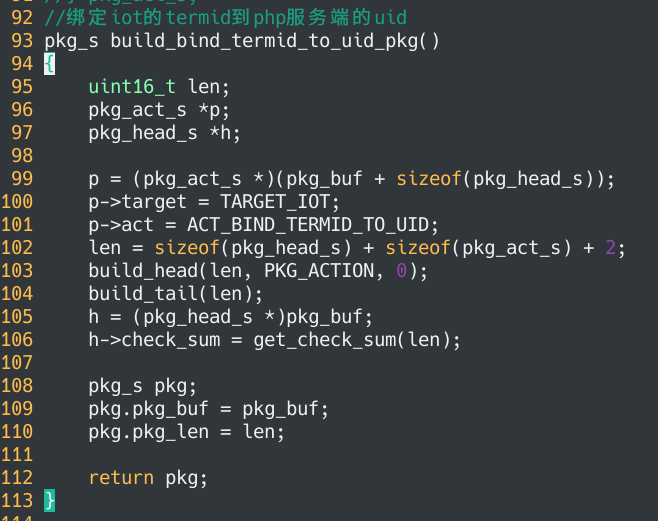 92 //绑定iot的termid到php服务端的uid
93 pkg_s build_bind_termid_to_uid_pkg()
94 {
95     uint16_t len;
96     pkg_act_s *p;
97     pkg_head_s *h;
98
99     p = (pkg_act_s *)(pkg_buf + sizeof(pkg_head_s));
100     p->target = TARGET_IOT;
101     p->act = ACT_BIND_TERMID_TO_UID;
102     len = sizeof(pkg_head_s) + sizeof(pkg_act_s) + 2;
103     build_head(len, PKG_ACTION, 0);
104     build_tail(len);
105     h = (pkg_head_s *)pkg_buf;
106     h->check_sum = get_check_sum(len);
107
108     pkg_s pkg;
109     pkg.pkg_buf = pkg_buf;
110     pkg.pkg_len = len;
111
112     return pkg;
113 }